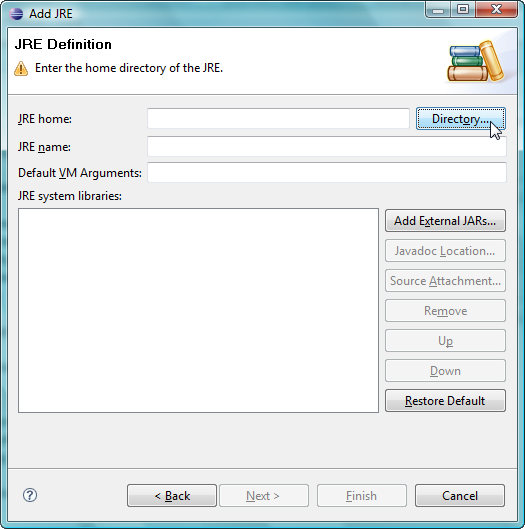 Add JRE
JRE Definition
Enter the home directory of the JRE.
JRE home:
Directory...
JRE name:
Default VM Arguments:
JRE system libraries:
Add External JARs...
Javadoc Location...
Source Attachment...
Remove
Up
Down
Restore Default
?
< Back
Next >
Finish
Cancel